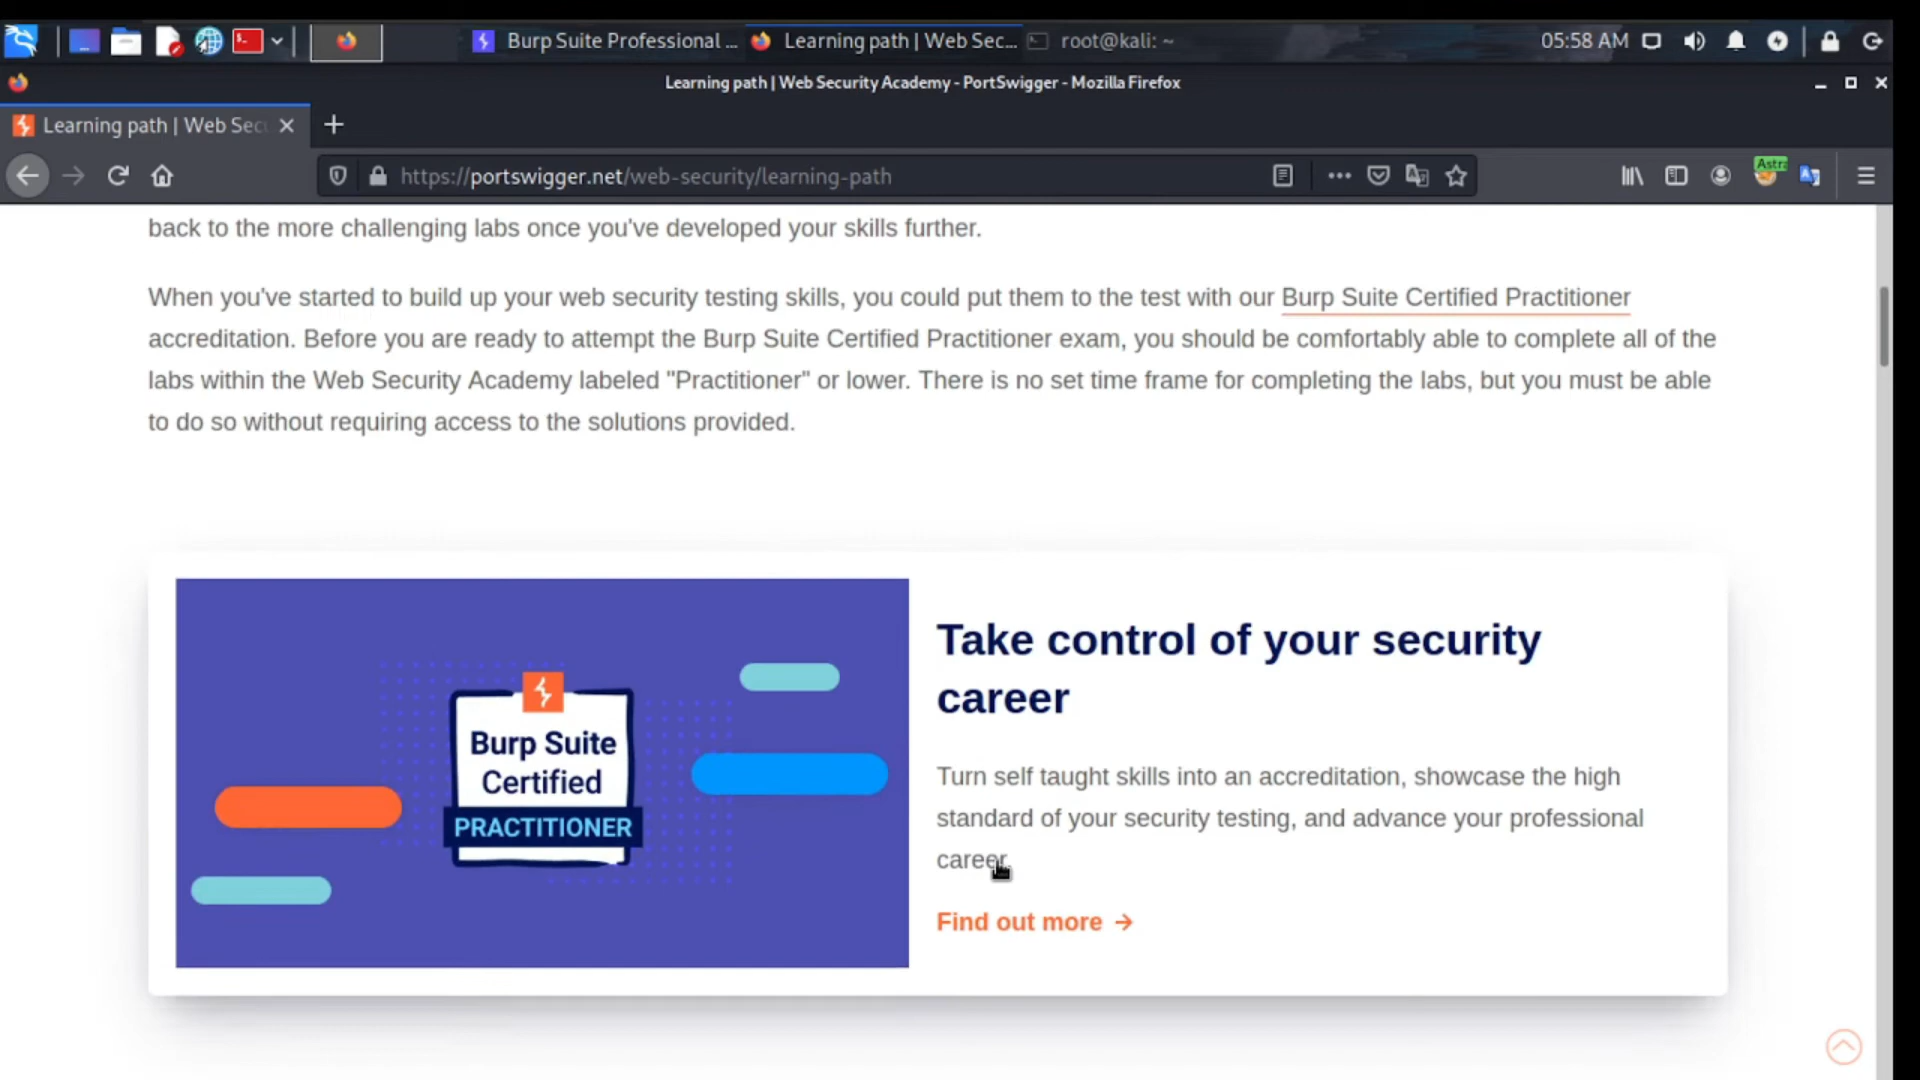 Burp Suite Professional ...
Learning path | Web Sec...
root@kali: ~
05:58 AM
Learning path | Web Security Academy - PortSwigger - Mozilla Firefox
Learning path | Web Sec
https://portswigger.net/web-security/learning-path
Astr
back to the more challenging labs once you've developed your skills further.
When you've started to build up your web security testing skills, you could put them to the test with our Burp Suite Certified Practitioner
accreditation. Before you are ready to attempt the Burp Suite Certified Practitioner exam, you should be comfortably able to complete all of the
labs within the Web Security Academy labeled "Practitioner" or lower. There is no set time frame for completing the labs, but you must be able
to do so without requiring access to the solutions provided.
Burp Suite
Certified
PRACTITIONER
Take control of your security
career
Turn self taught skills into an accreditation, showcase the high
standard of your security testing, and advance your professional
career.
Find out more →